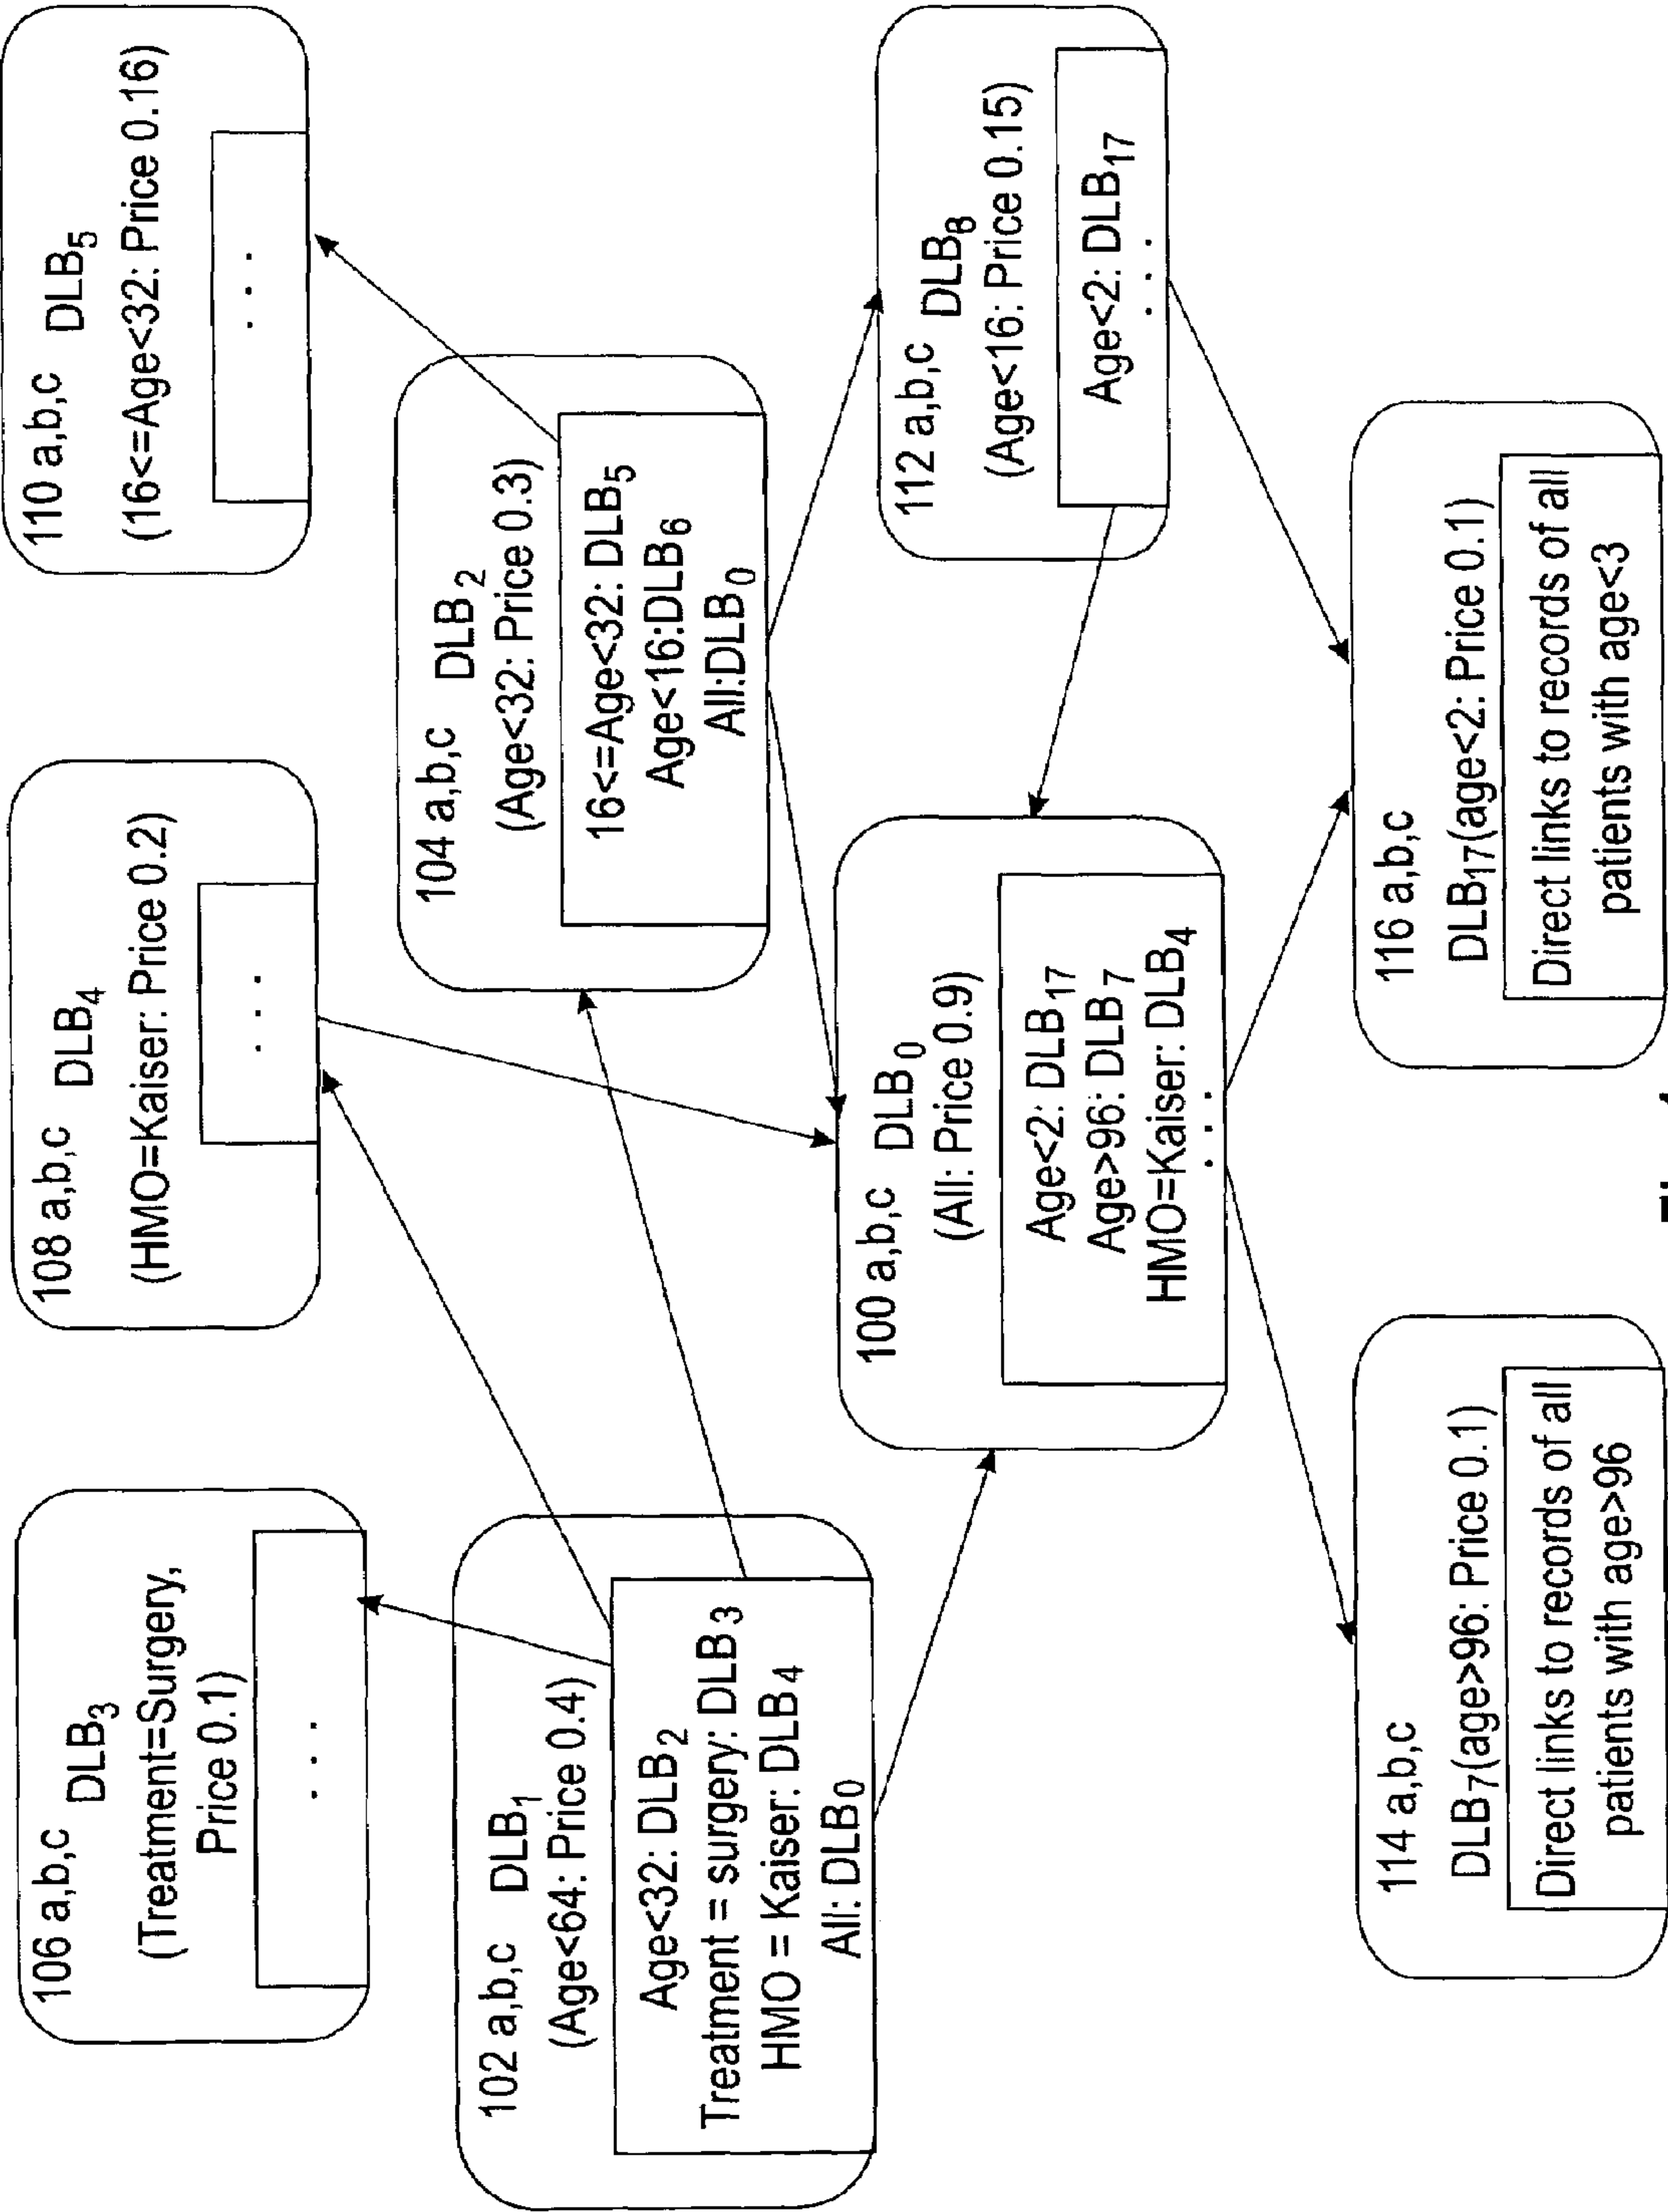 106 a,b,c
DLB₃
(Treatment=Surgery,
Price 0.1)
. . .
108 a,b,c DLB₄
(HMO=Kaiser: Price 0.2)
. . .
110 a,b,c DLB₅
(16<=Age<32: Price 0.16)
. . .
102 a,b,c DLB₁
(Age<64: Price 0.4)
Age<32: DLB₂
Treatment = surgery: DLB₃
HMO = Kaiser: DLB₄
All: DLB₀
104 a,b,c DLB₂
(Age<32: Price 0.3)
16<=Age<32: DLB₅
Age<16:DLB₆
All:DLB₀
100 a,b,c DLB₀
(All: Price 0.9)
Age<2: DLB₁₇
Age>96: DLB₇
HMO=Kaiser: DLB₄
. . .
112 a,b,c DLB₆
(Age<16: Price 0.15)
Age<2: DLB₁₇
. . .
114 a,b,c
DLB₇(age>96: Price 0.1)
Direct links to records of all
patients with age>96
116 a,b,c
DLB₁₇(age<2: Price 0.1)
Direct links to records of all
patients with age<3